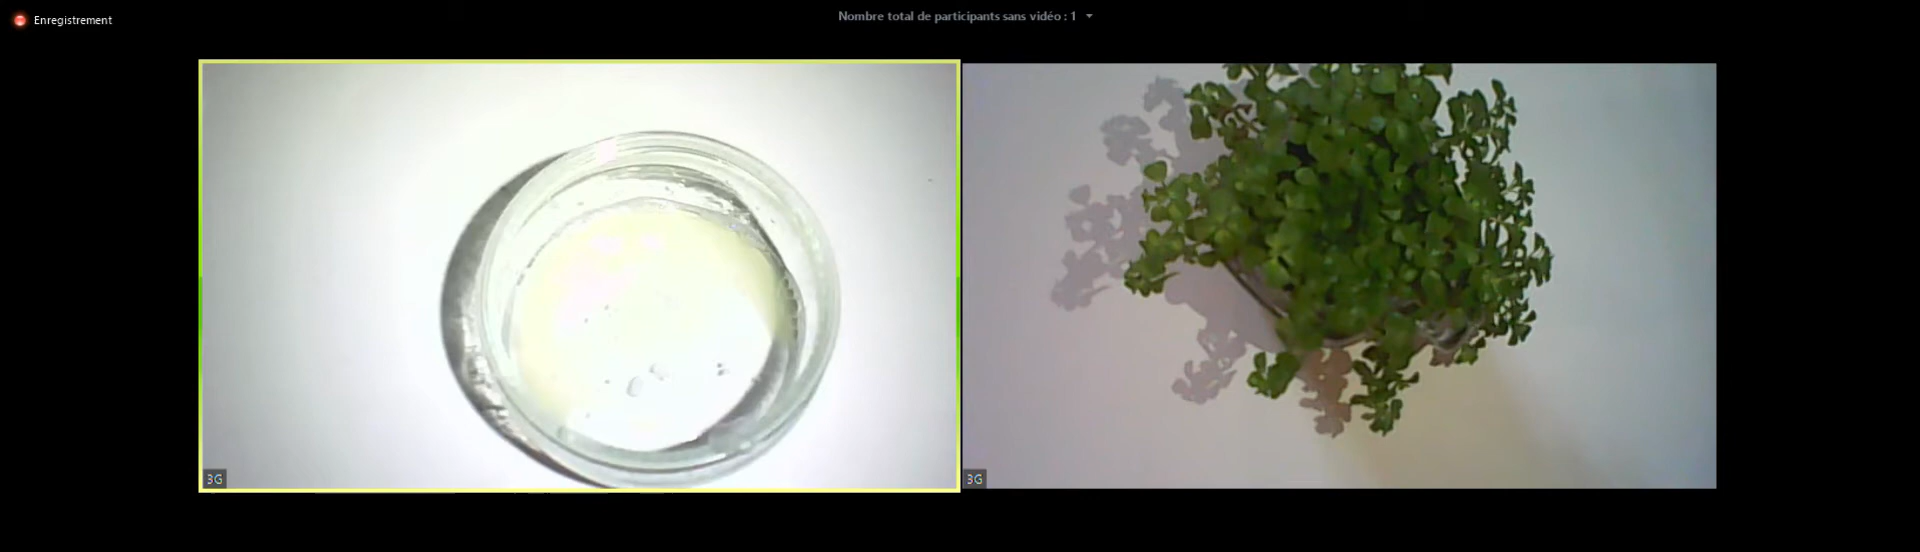 Enregistrement
Nombre total de participants sans vidéo : 1
3G
3G